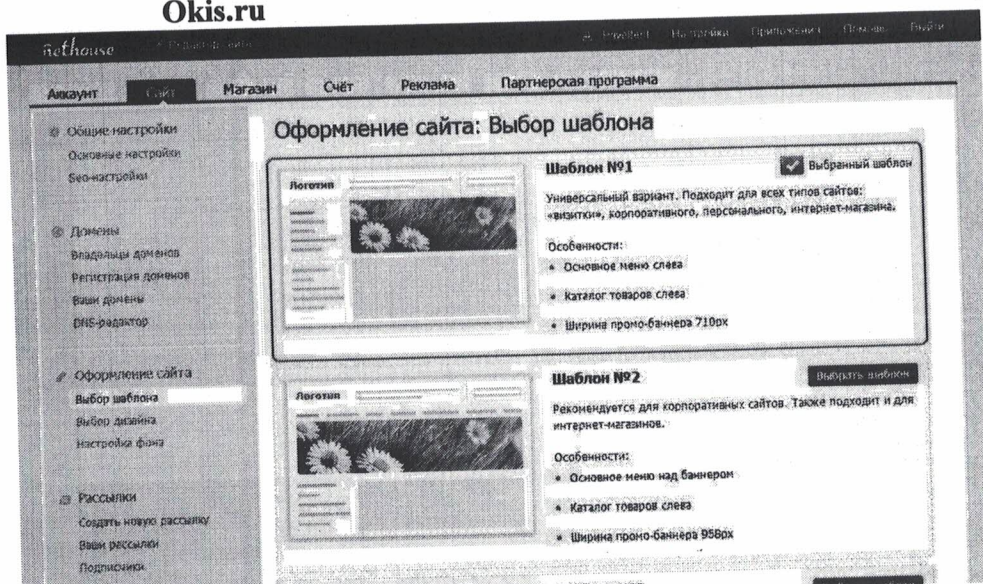 Okis.ru
nethouse
Настройки Приложения Помощь Выйти
Аккаунт Сайт Магазин Счёт Реклама Партнерская программа
Общие настройки
Основные настройки
Seo-настройки
Домены
Владельцы доменов
Регистрация доменов
Ваши домены
DNS-редактор
Оформление сайта
Выбор шаблона
Выбор дизайна
Настройка фона
Рассылки
Создать новую рассылку
Ваши рассылки
Подписчики
Оформление сайта: Выбор шаблона
Логотип
Шаблон №1
Выбранный шаблон
Универсальный вариант. Подходит для всех типов сайтов:
«визитки», корпоративного, персонального, интернет-магазина.
Особенности:
• Основное меню слева
• Каталог товаров слева
• Ширина промо-баннера 710px
Логотип
Шаблон №2
Выбрать шаблон
Рекомендуется для корпоративных сайтов. Также подходит и для
интернет-магазинов.
Особенности:
• Основное меню над баннером
• Каталог товаров слева
• Ширина промо-баннера 958px